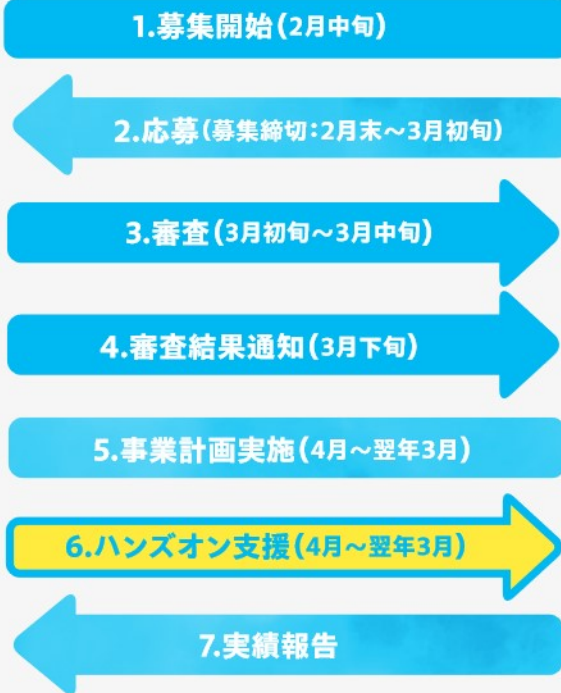 1.募集開始(2月中旬)
2.応募(募集締切:2月末～3月初旬)
3.審査(3月初旬～3月中旬)
4.審査結果通知(3月下旬)
5.事業計画実施(4月～翌年3月)
6.ハンズオン支援(4月～翌年3月)
7.実績報告